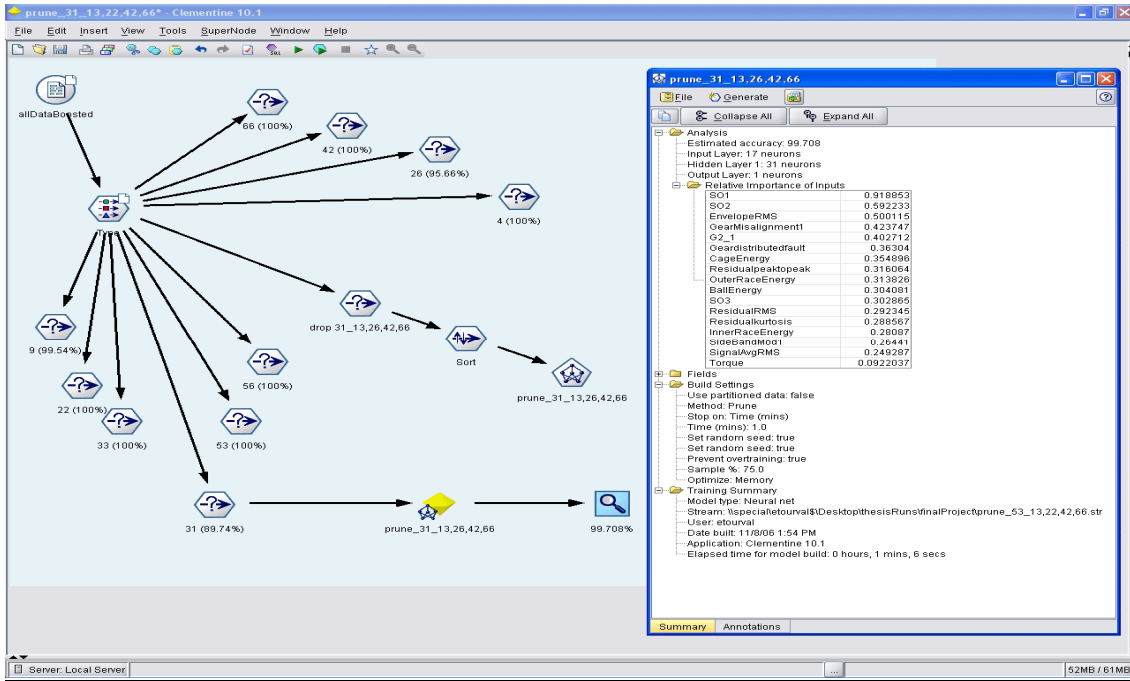 prune_31_13,22,42,66* - Clementine 10.1
File Edit Insert View Tools SuperNode Window Help
allDataBoosted
66 (100%)
42 (100%)
26 (95.66%)
4 (100%)
Type
drop 31_13,26,42,66
Sort
prune_31_13,26,42,66
9 (99.54%)
22 (100%)
33 (100%)
56 (100%)
53 (100%)
31 (89.74%)
prune_31_13,26,42,66
99.708%
prune_31_13,26,42,66
File Generate
Collapse All Expand All
Analysis
Estimated accuracy: 99.708
Input Layer: 17 neurons
Hidden Layer 1: 31 neurons
Output Layer: 1 neurons
Relative Importance of Inputs
SO1 0.918853
SO2 0.592233
EnvelopeRMS 0.500115
GearMisalignment1 0.423747
G2_1 0.402712
Geardistributedfault 0.36304
CageEnergy 0.354896
Residualpeaktopeak 0.316064
OuterRaceEnergy 0.313826
BallEnergy 0.304081
SO3 0.302865
ResidualRMS 0.292345
Residualkurtosis 0.288567
InnerRaceEnergy 0.28087
SideBandMod1 0.26441
SignalAvgRMS 0.249287
Torque 0.0922037
Fields
Build Settings
Use partitioned data: false
Method: Prune
Stop on: Time (mins)
Time (mins): 1.0
Set random seed: true
Set random seed: true
Prevent overtraining: true
Sample %: 75.0
Optimize: Memory
Training Summary
Model type: Neural net
Stream: \\special\etourval$\Desktop\thesisRuns\finalProject\prune_53_13,22,42,66.str
User: etourval
Date built: 11/8/06 1:54 PM
Application: Clementine 10.1
Elapsed time for model build: 0 hours, 1 mins, 6 secs
Summary Annotations
Server: Local Server
...
52MB / 61MB